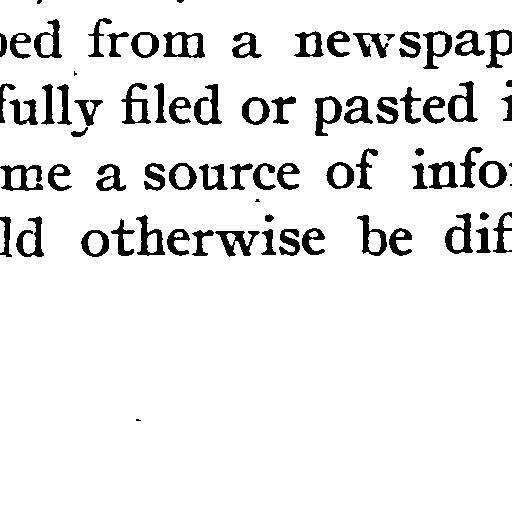 ped from a newspap
fully filed or pasted i
me a source of infor
ld otherwise be dif